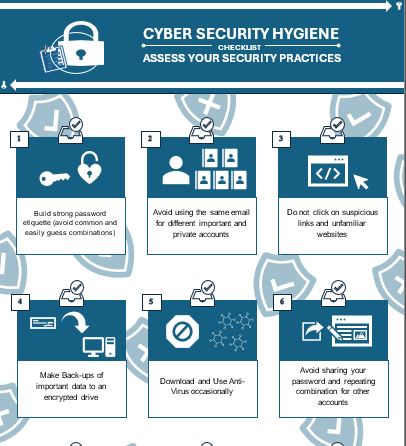 CYBER SECURITY HYGIENE
CHECKLIST
ASSESS YOUR SECURITY PRACTICES
1
Build strong password
etiquette (avoid common and
easily guess combinations)
2
Avoid using the same email
for different important and
private accounts
3
Do not click on suspicious
links and unfamiliar
websites
4
Make Back-ups of
important data to an
encrypted drive
5
Download and Use Anti-
Virus occasionally
6
Avoid sharing your
password and repeating
combination for other
accounts